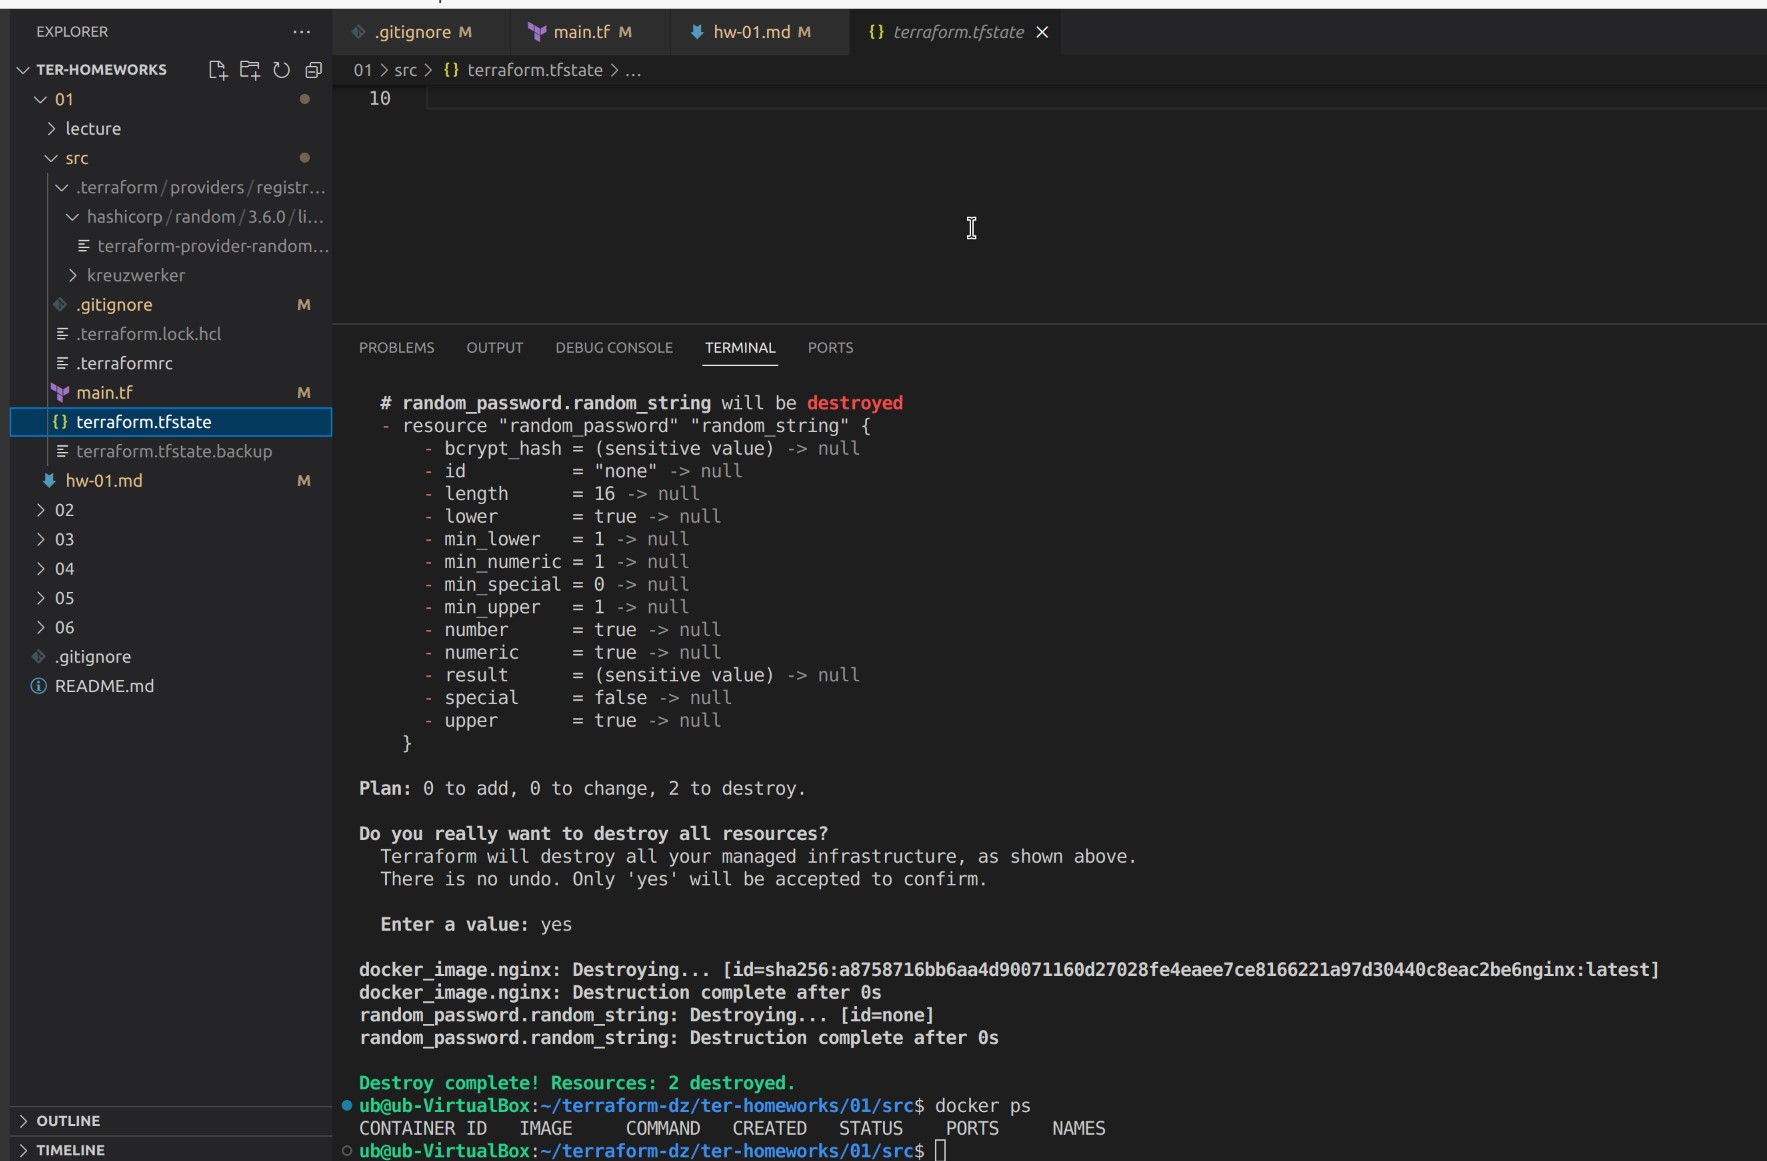 EXPLORER ...
TER-HOMEWORKS
01
lecture
src
.terraform / providers / registr...
hashicorp / random / 3.6.0 / li...
terraform-provider-random...
kreuzwerker
.gitignore M
.terraform.lock.hcl
.terraformrc
main.tf M
{} terraform.tfstate
terraform.tfstate.backup
hw-01.md M
02
03
04
05
06
.gitignore
README.md
OUTLINE
TIMELINE
.gitignore M main.tf M hw-01.md M {} terraform.tfstate
01 > src > {} terraform.tfstate > ...
10
PROBLEMS OUTPUT DEBUG CONSOLE TERMINAL PORTS
# random_password.random_string will be destroyed
- resource "random_password" "random_string" {
- bcrypt_hash = (sensitive value) -> null
- id = "none" -> null
- length = 16 -> null
- lower = true -> null
- min_lower = 1 -> null
- min_numeric = 1 -> null
- min_special = 0 -> null
- min_upper = 1 -> null
- number = true -> null
- numeric = true -> null
- result = (sensitive value) -> null
- special = false -> null
- upper = true -> null
}
Plan: 0 to add, 0 to change, 2 to destroy.
Do you really want to destroy all resources?
Terraform will destroy all your managed infrastructure, as shown above.
There is no undo. Only 'yes' will be accepted to confirm.
Enter a value: yes
docker_image.nginx: Destroying... [id=sha256:a8758716bb6aa4d90071160d27028fe4eaee7ce8166221a97d30440c8eac2be6nginx:latest]
docker_image.nginx: Destruction complete after 0s
random_password.random_string: Destroying... [id=none]
random_password.random_string: Destruction complete after 0s
Destroy complete! Resources: 2 destroyed.
ub@ub-VirtualBox:~/terraform-dz/ter-homeworks/01/src$ docker ps
CONTAINER ID IMAGE COMMAND CREATED STATUS PORTS NAMES
ub@ub-VirtualBox:~/terraform-dz/ter-homeworks/01/src$